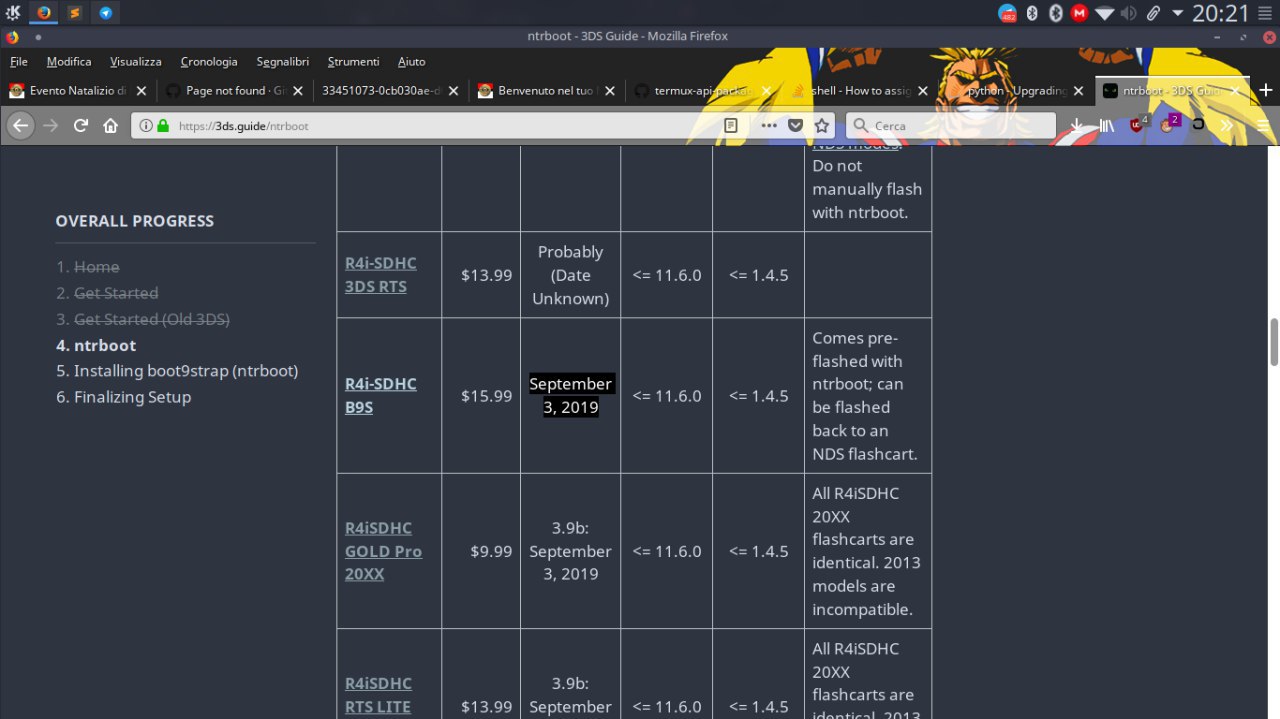 20:21
ntrboot - 3DS Guide - Mozilla Firefox
File Modifica Visualizza Cronologia Segnalibri Strumenti Aiuto
Evento Natalizio di Page not found · Gi 33451073-0cb030ae-d Benvenuto nel tuo termux-api-packa shell - How to assig python - Upgrading ntrboot - 3DS Guid
https://3ds.guide/ntrboot
Cerca
4
2
OVERALL PROGRESS
1. Home
2. Get Started
3. Get Started (Old 3DS)
4. ntrboot
5. Installing boot9strap (ntrboot)
6. Finalizing Setup
NDS modes.
Do not
manually flash
with ntrboot.
R4i-SDHC
3DS RTS
$13.99
Probably
(Date
Unknown)
<= 11.6.0
<= 1.4.5
R4i-SDHC
B9S
$15.99
September
3, 2019
<= 11.6.0
<= 1.4.5
Comes pre-
flashed with
ntrboot; can
be flashed
back to an
NDS flashcart.
R4iSDHC
GOLD Pro
20XX
$9.99
3.9b:
September
3, 2019
<= 11.6.0
<= 1.4.5
All R4iSDHC
20XX
flashcarts are
identical. 2013
models are
incompatible.
R4iSDHC
RTS LITE
$13.99
3.9b:
September
<= 11.6.0
<= 1.4.5
All R4iSDHC
20XX
flashcarts are
identical. 2013